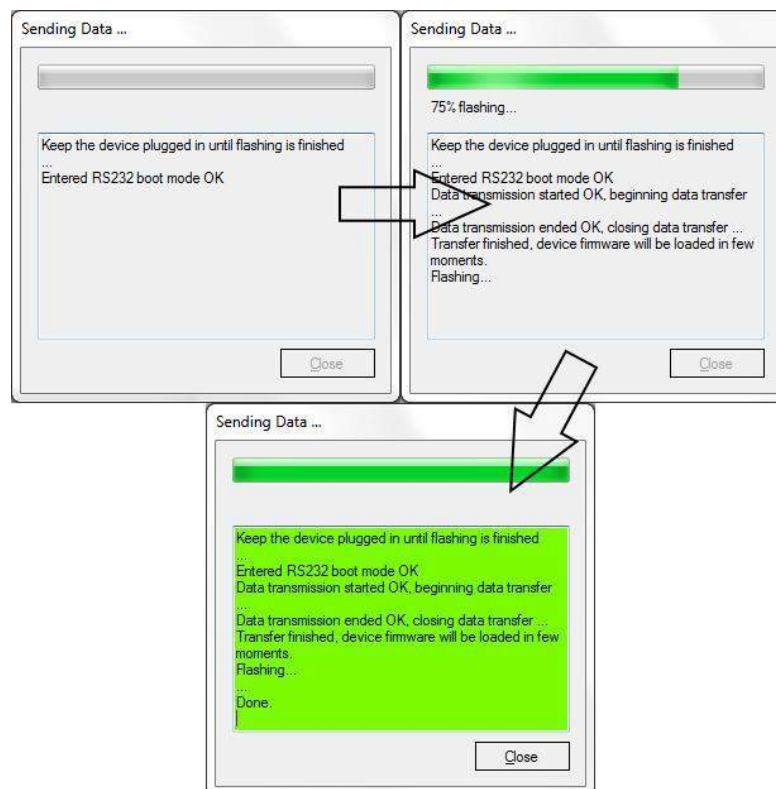 Sending Data ...
Keep the device plugged in until flashing is finished
...
Entered RS232 boot mode OK
Close
Sending Data ...
75% flashing...
Keep the device plugged in until flashing is finished
...
Entered RS232 boot mode OK
Data transmission started OK, beginning data transfer
...
Data transmission ended OK, closing data transfer ...
Transfer finished, device firmware will be loaded in few
moments.
Flashing...
Close
Sending Data ...
Keep the device plugged in until flashing is finished
...
Entered RS232 boot mode OK
Data transmission started OK, beginning data transfer
...
Data transmission ended OK, closing data transfer ...
Transfer finished, device firmware will be loaded in few
moments.
Flashing...
...
Done.
Close